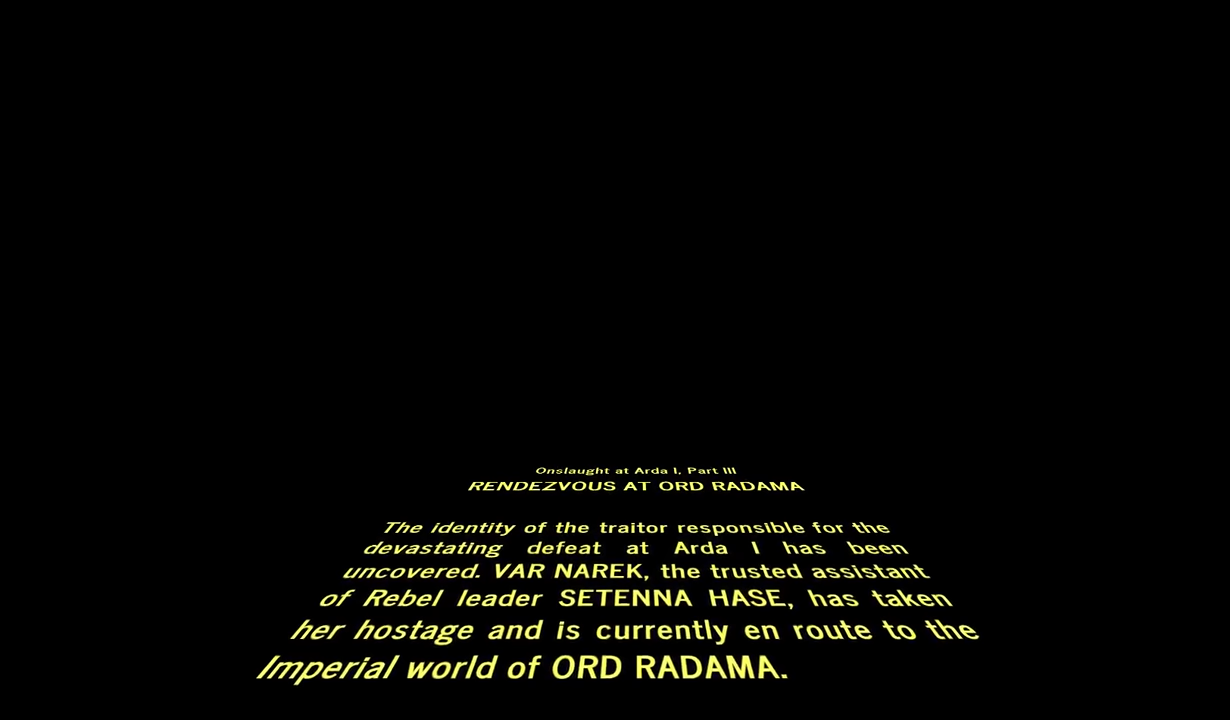 Onslaught at Arda I, Part III
RENDEZVOUS AT ORD RADAMA
The identity of the traitor responsible for the
devastating defeat at Arda I has been
uncovered. VAR NAREK, the trusted assistant
of Rebel leader SETENNA HASE, has taken
her hostage and is currently en route to the
Imperial world of ORD RADAMA.